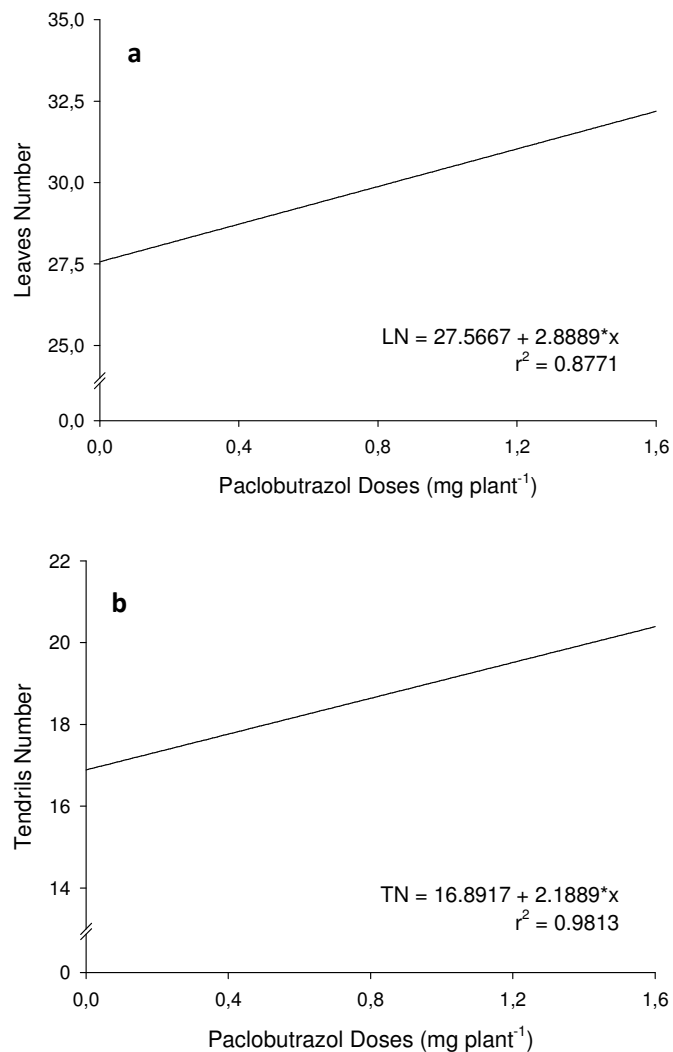 35,0
a
32,5
30,0
Leaves Number
27,5
25,0
LN = 27.5667 + 2.8889*x
r² = 0.8771
0,0
0,0 0,4 0,8 1,2 1,6
Paclobutrazol Doses (mg plant⁻¹)
22
b
20
18
Tendrils Number
16
14
TN = 16.8917 + 2.1889*x
r² = 0.9813
0
0,0 0,4 0,8 1,2 1,6
Paclobutrazol Doses (mg plant⁻¹)